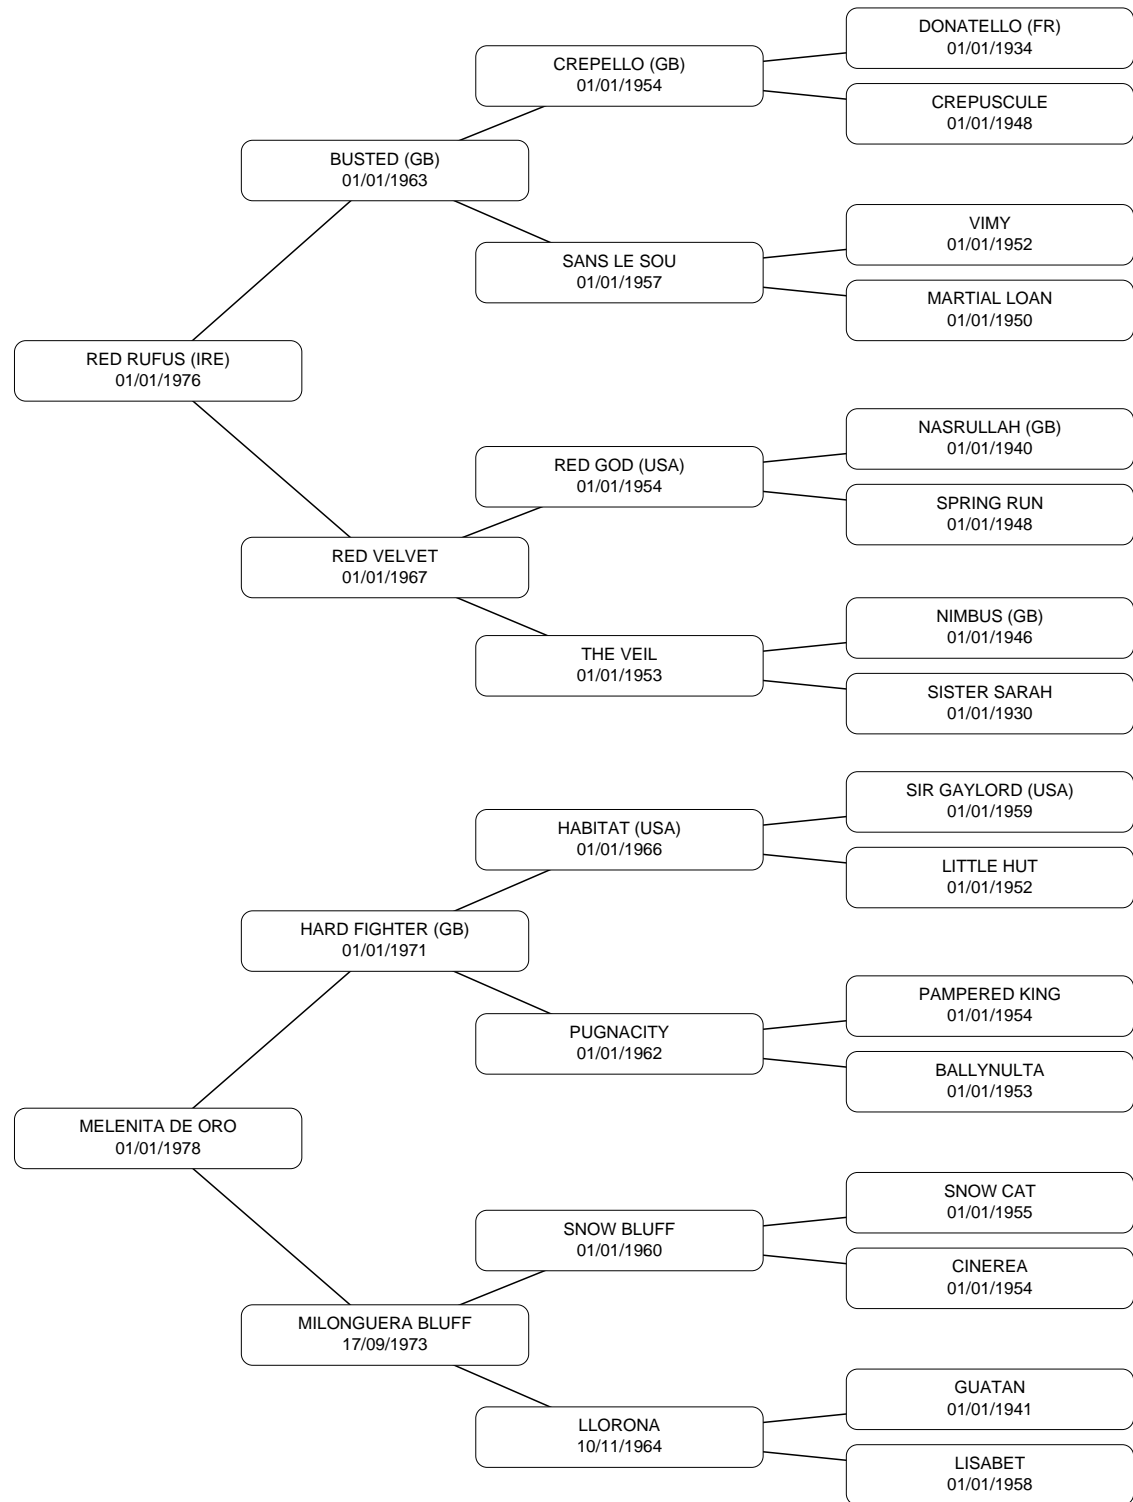 DONATELLO (FR)
01/01/1934
CREPELLO (GB)
01/01/1954
CREPUSCULE
01/01/1948
BUSTED (GB)
01/01/1963
VIMY
01/01/1952
SANS LE SOU
01/01/1957
MARTIAL LOAN
01/01/1950
RED RUFUS (IRE)
01/01/1976
NASRULLAH (GB)
01/01/1940
RED GOD (USA)
01/01/1954
SPRING RUN
01/01/1948
RED VELVET
01/01/1967
NIMBUS (GB)
01/01/1946
THE VEIL
01/01/1953
SISTER SARAH
01/01/1930
SIR GAYLORD (USA)
01/01/1959
HABITAT (USA)
01/01/1966
LITTLE HUT
01/01/1952
HARD FIGHTER (GB)
01/01/1971
PAMPERED KING
01/01/1954
PUGNACITY
01/01/1962
BALLYNULTA
01/01/1953
MELENITA DE ORO
01/01/1978
SNOW CAT
01/01/1955
SNOW BLUFF
01/01/1960
CINEREA
01/01/1954
MILONGUERA BLUFF
17/09/1973
GUATAN
01/01/1941
LLORONA
10/11/1964
LISABET
01/01/1958